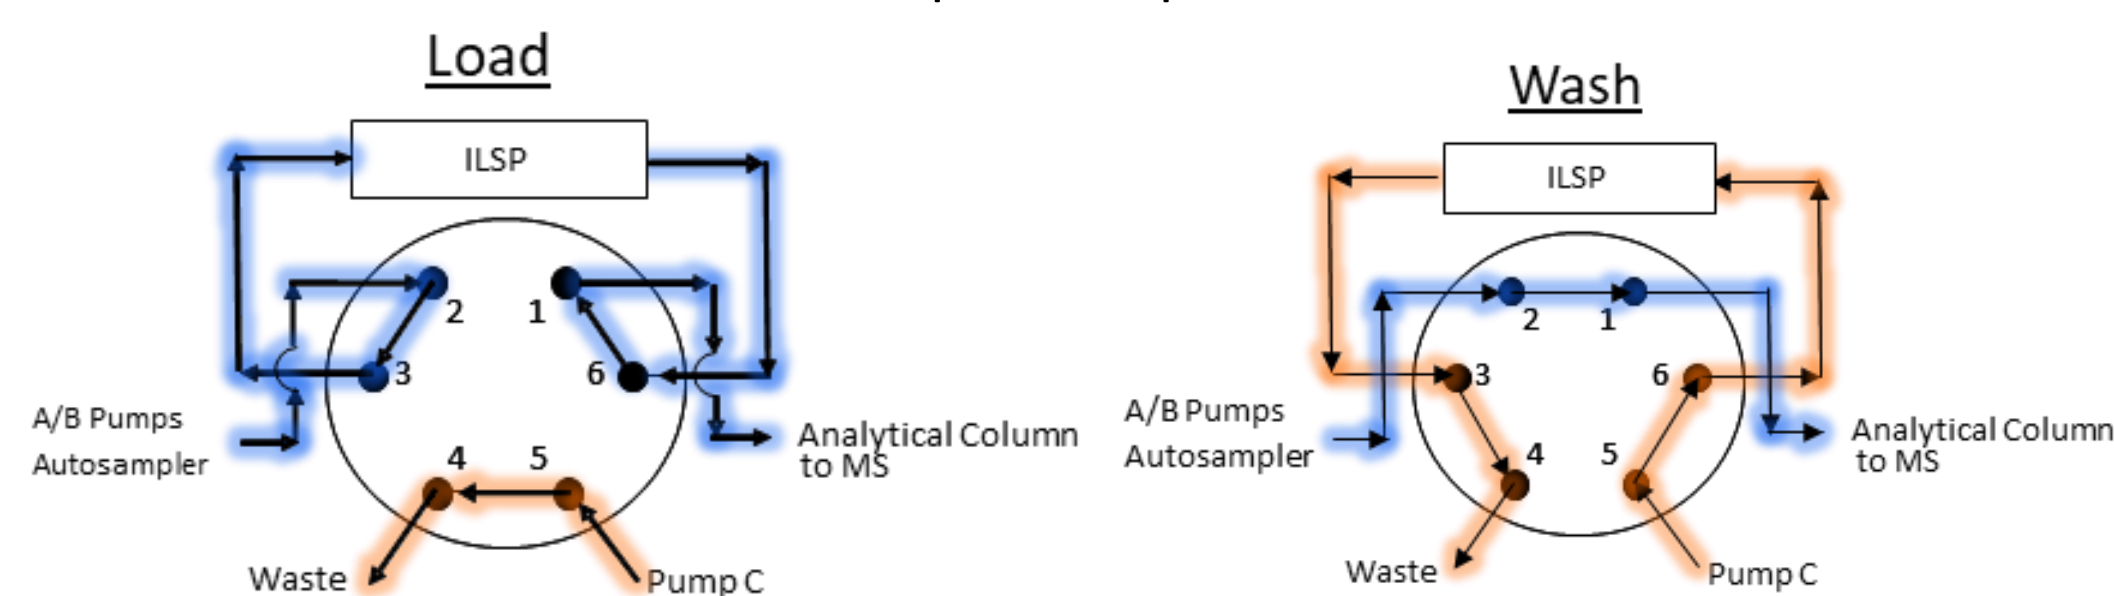 Load
ILSP
2
1
3
6
A/B Pumps
Autosampler
4
5
Analytical Column
to MS
Waste
Pump C
Wash
ILSP
2
1
3
6
A/B Pumps
Autosampler
4
5
Analytical Column
to MS
Waste
Pump C